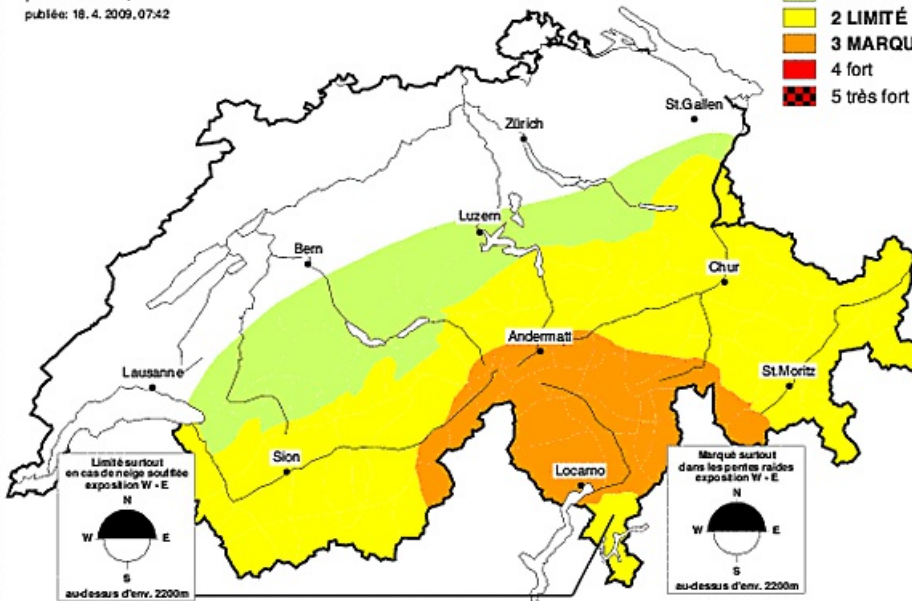 publiée: 18. 4. 2009, 07:42
2 LIMITÉ
3 MARQU
4 fort
5 très fort
St.Gallen
Zürich
Luzern
Bern
Chur
Andermatt
Lausanne
St.Moritz
Sion
Locarno
Limité surtout
en cas de neige soufflée
exposition W - E
N
W E
S
au-dessus d'env. 2200m
Marqué surtout
dans les pentes raides
exposition W - E
N
W E
S
au-dessus d'env. 2200m